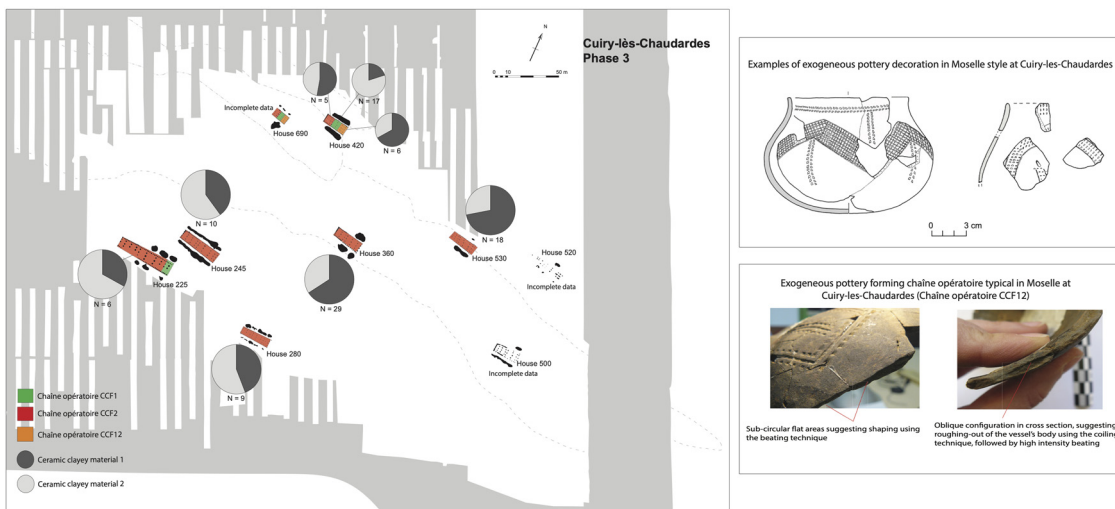 Cuiry-lès-Chaudardes
Phase 3
N
0 10 50 m
N = 5
N = 17
Incomplete data
House 690
House 420
N = 6
N = 10
N = 18
House 245
House 360
House 530
House 520
Incomplete data
House 225
N = 6
N = 29
House 280
House 500
Incomplete data
N = 9
Chaîne opératoire CCF1
Chaîne opératoire CCF2
Chaîne opératoire CCF12
Ceramic clayey material 1
Ceramic clayey material 2
Examples of exogeneous pottery decoration in Moselle style at Cuiry-les-Chaudardes
0 3 cm
Exogeneous pottery forming chaîne opératoire typical in Moselle at
Cuiry-les-Chaudardes (Chaîne opératoire CCF12)
Sub-circular flat areas suggesting shaping using
the beating technique
Oblique configuration in cross section, suggesting
roughing-out of the vessel's body using the coiling
technique, followed by high intensity beating